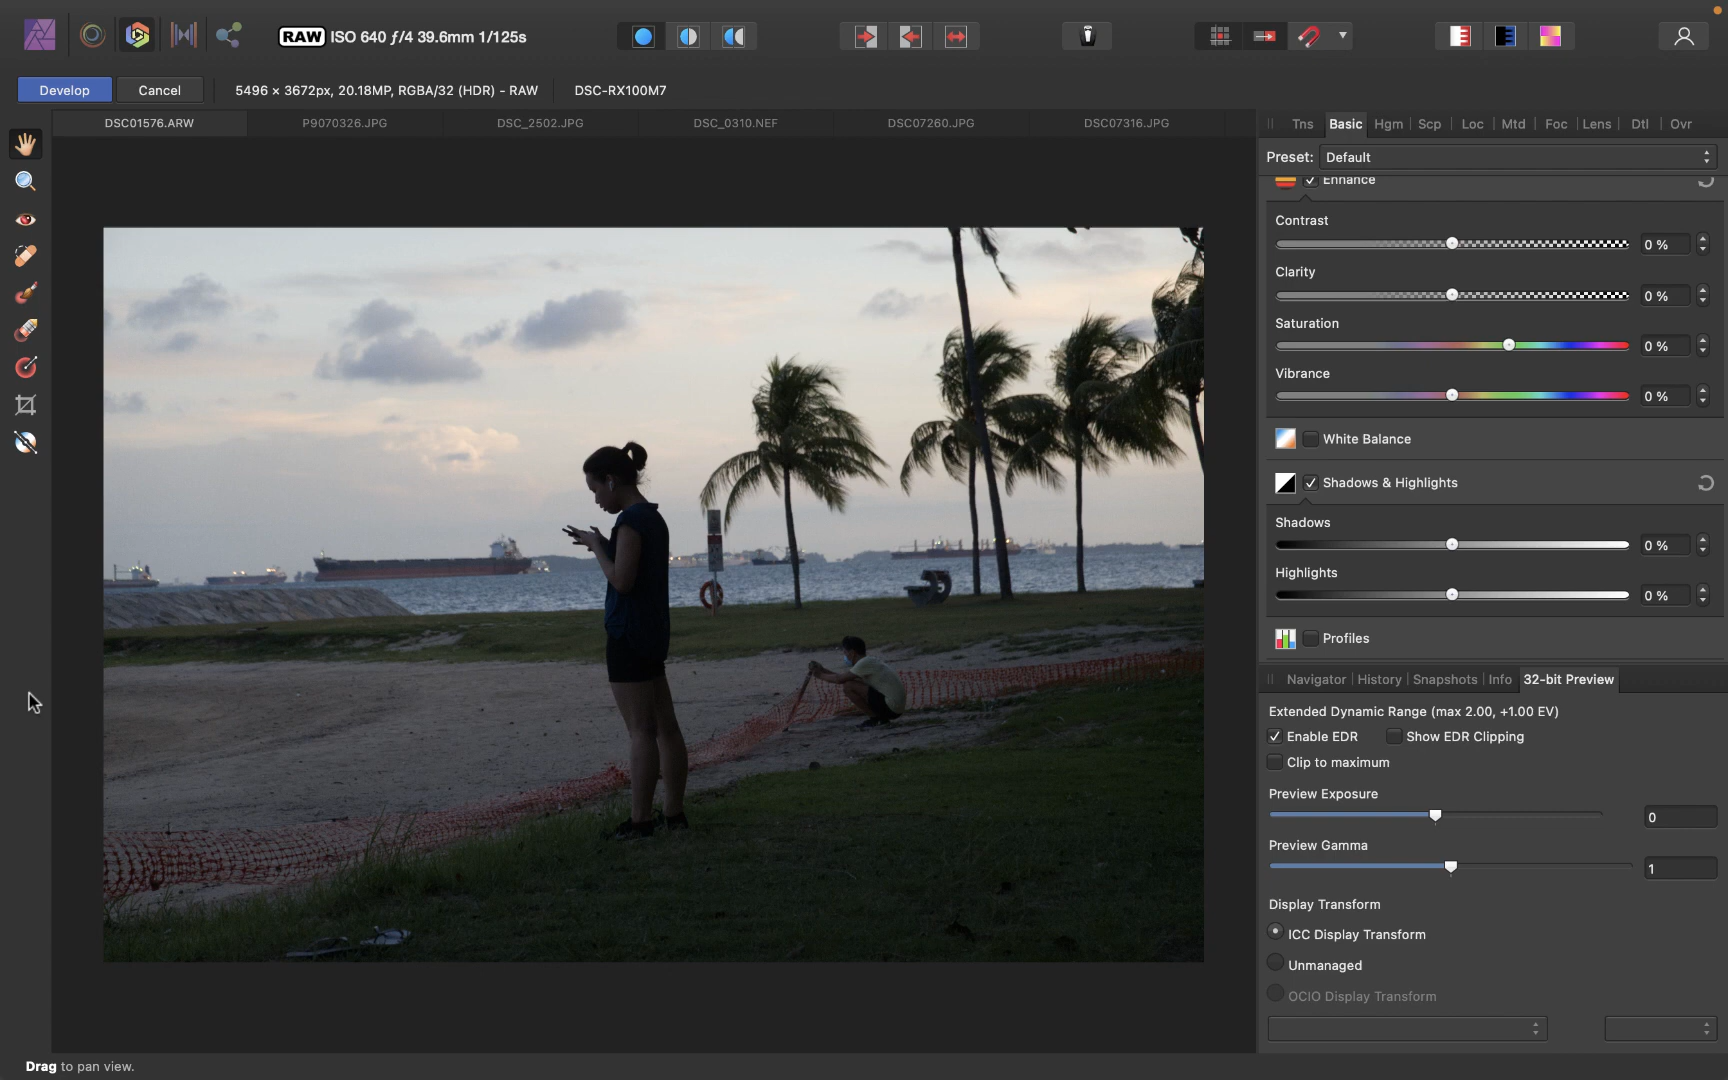 RAW ISO 640 ƒ/4 39.6mm 1/125s
Develop Cancel 5496 × 3672px, 20.18MP, RGBA/32 (HDR) - RAW DSC-RX100M7
DSC01576.ARW P9070326.JPG DSC_2502.JPG DSC_0310.NEF DSC07260.JPG DSC07316.JPG
Tns Basic Hgm Scp Loc Mtd Foc Lens Dtl Ovr
Preset: Default
Enhance
Contrast
0 %
Clarity
0 %
Saturation
0 %
Vibrance
0 %
White Balance
Shadows & Highlights
Shadows
0 %
Highlights
0 %
Profiles
Navigator History Snapshots Info 32-bit Preview
Extended Dynamic Range (max 2.00, +1.00 EV)
Enable EDR Show EDR Clipping
Clip to maximum
Preview Exposure
0
Preview Gamma
1
Display Transform
ICC Display Transform
Unmanaged
OCIO Display Transform
Drag to pan view.